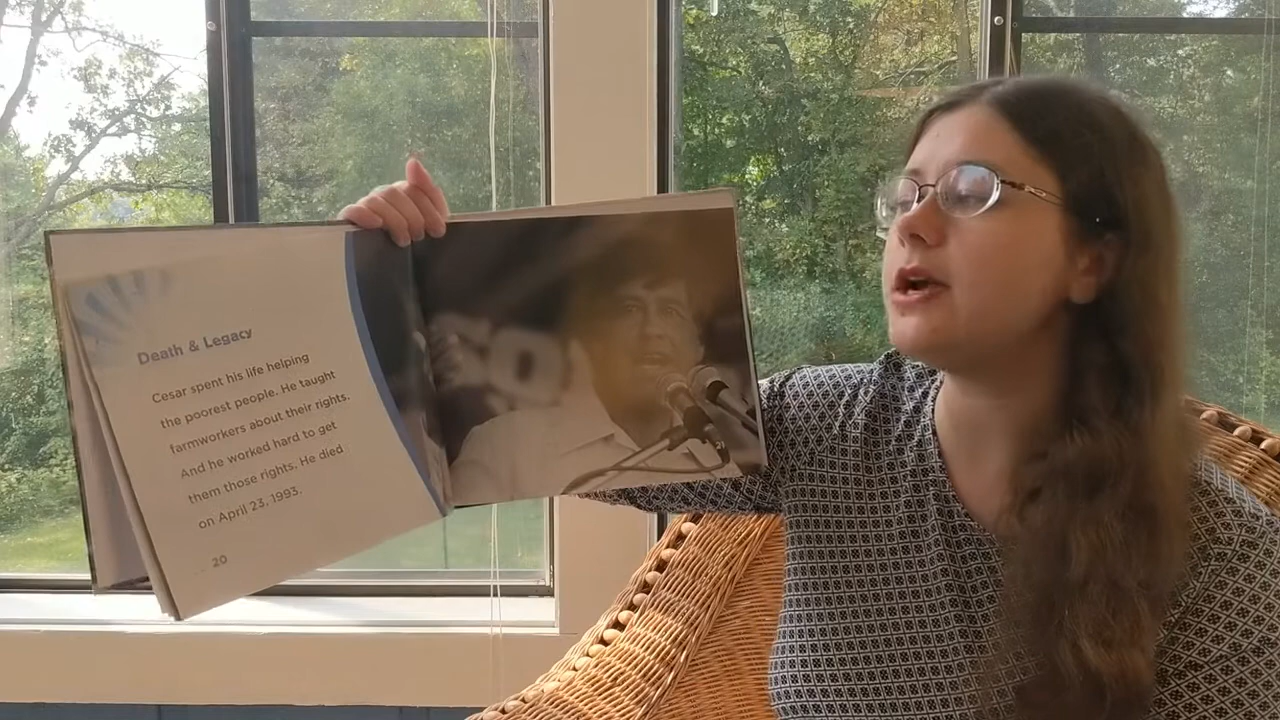 Death & Legacy
Cesar spent his life helping
the poorest people. He taught
farmworkers about their rights.
And he worked hard to get
them those rights. He died
on April 23, 1993.
20